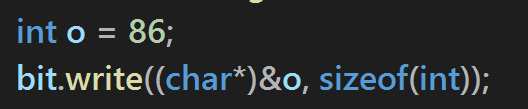 int o = 86;
bit.write((char*)&o, sizeof(int));